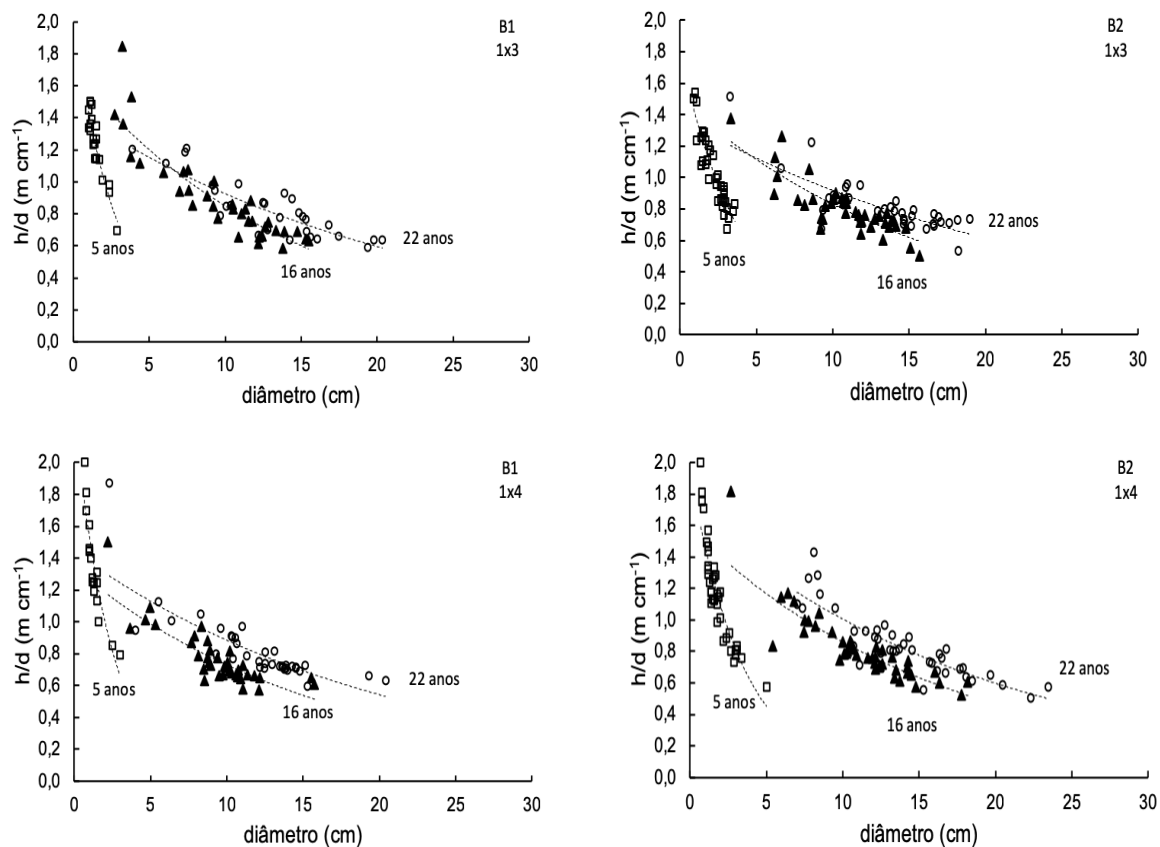 B1
1x3
h/d (m cm⁻¹)
2,0
1,8
1,6
1,4
1,2
1,0
0,8
0,6
0,4
0,2
0,0
5 anos
16 anos
22 anos
0 5 10 15 20 25 30
diâmetro (cm)
B2
1x3
h/d (m cm⁻¹)
2,0
1,8
1,6
1,4
1,2
1,0
0,8
0,6
0,4
0,2
0,0
5 anos
16 anos
22 anos
0 5 10 15 20 25 30
diâmetro (cm)
B1
1x4
h/d (m cm⁻¹)
2,0
1,8
1,6
1,4
1,2
1,0
0,8
0,6
0,4
0,2
0,0
5 anos
16 anos
22 anos
0 5 10 15 20 25 30
diâmetro (cm)
B2
1x4
h/d (m cm⁻¹)
2,0
1,8
1,6
1,4
1,2
1,0
0,8
0,6
0,4
0,2
0,0
5 anos
16 anos
22 anos
0 5 10 15 20 25 30
diâmetro (cm)